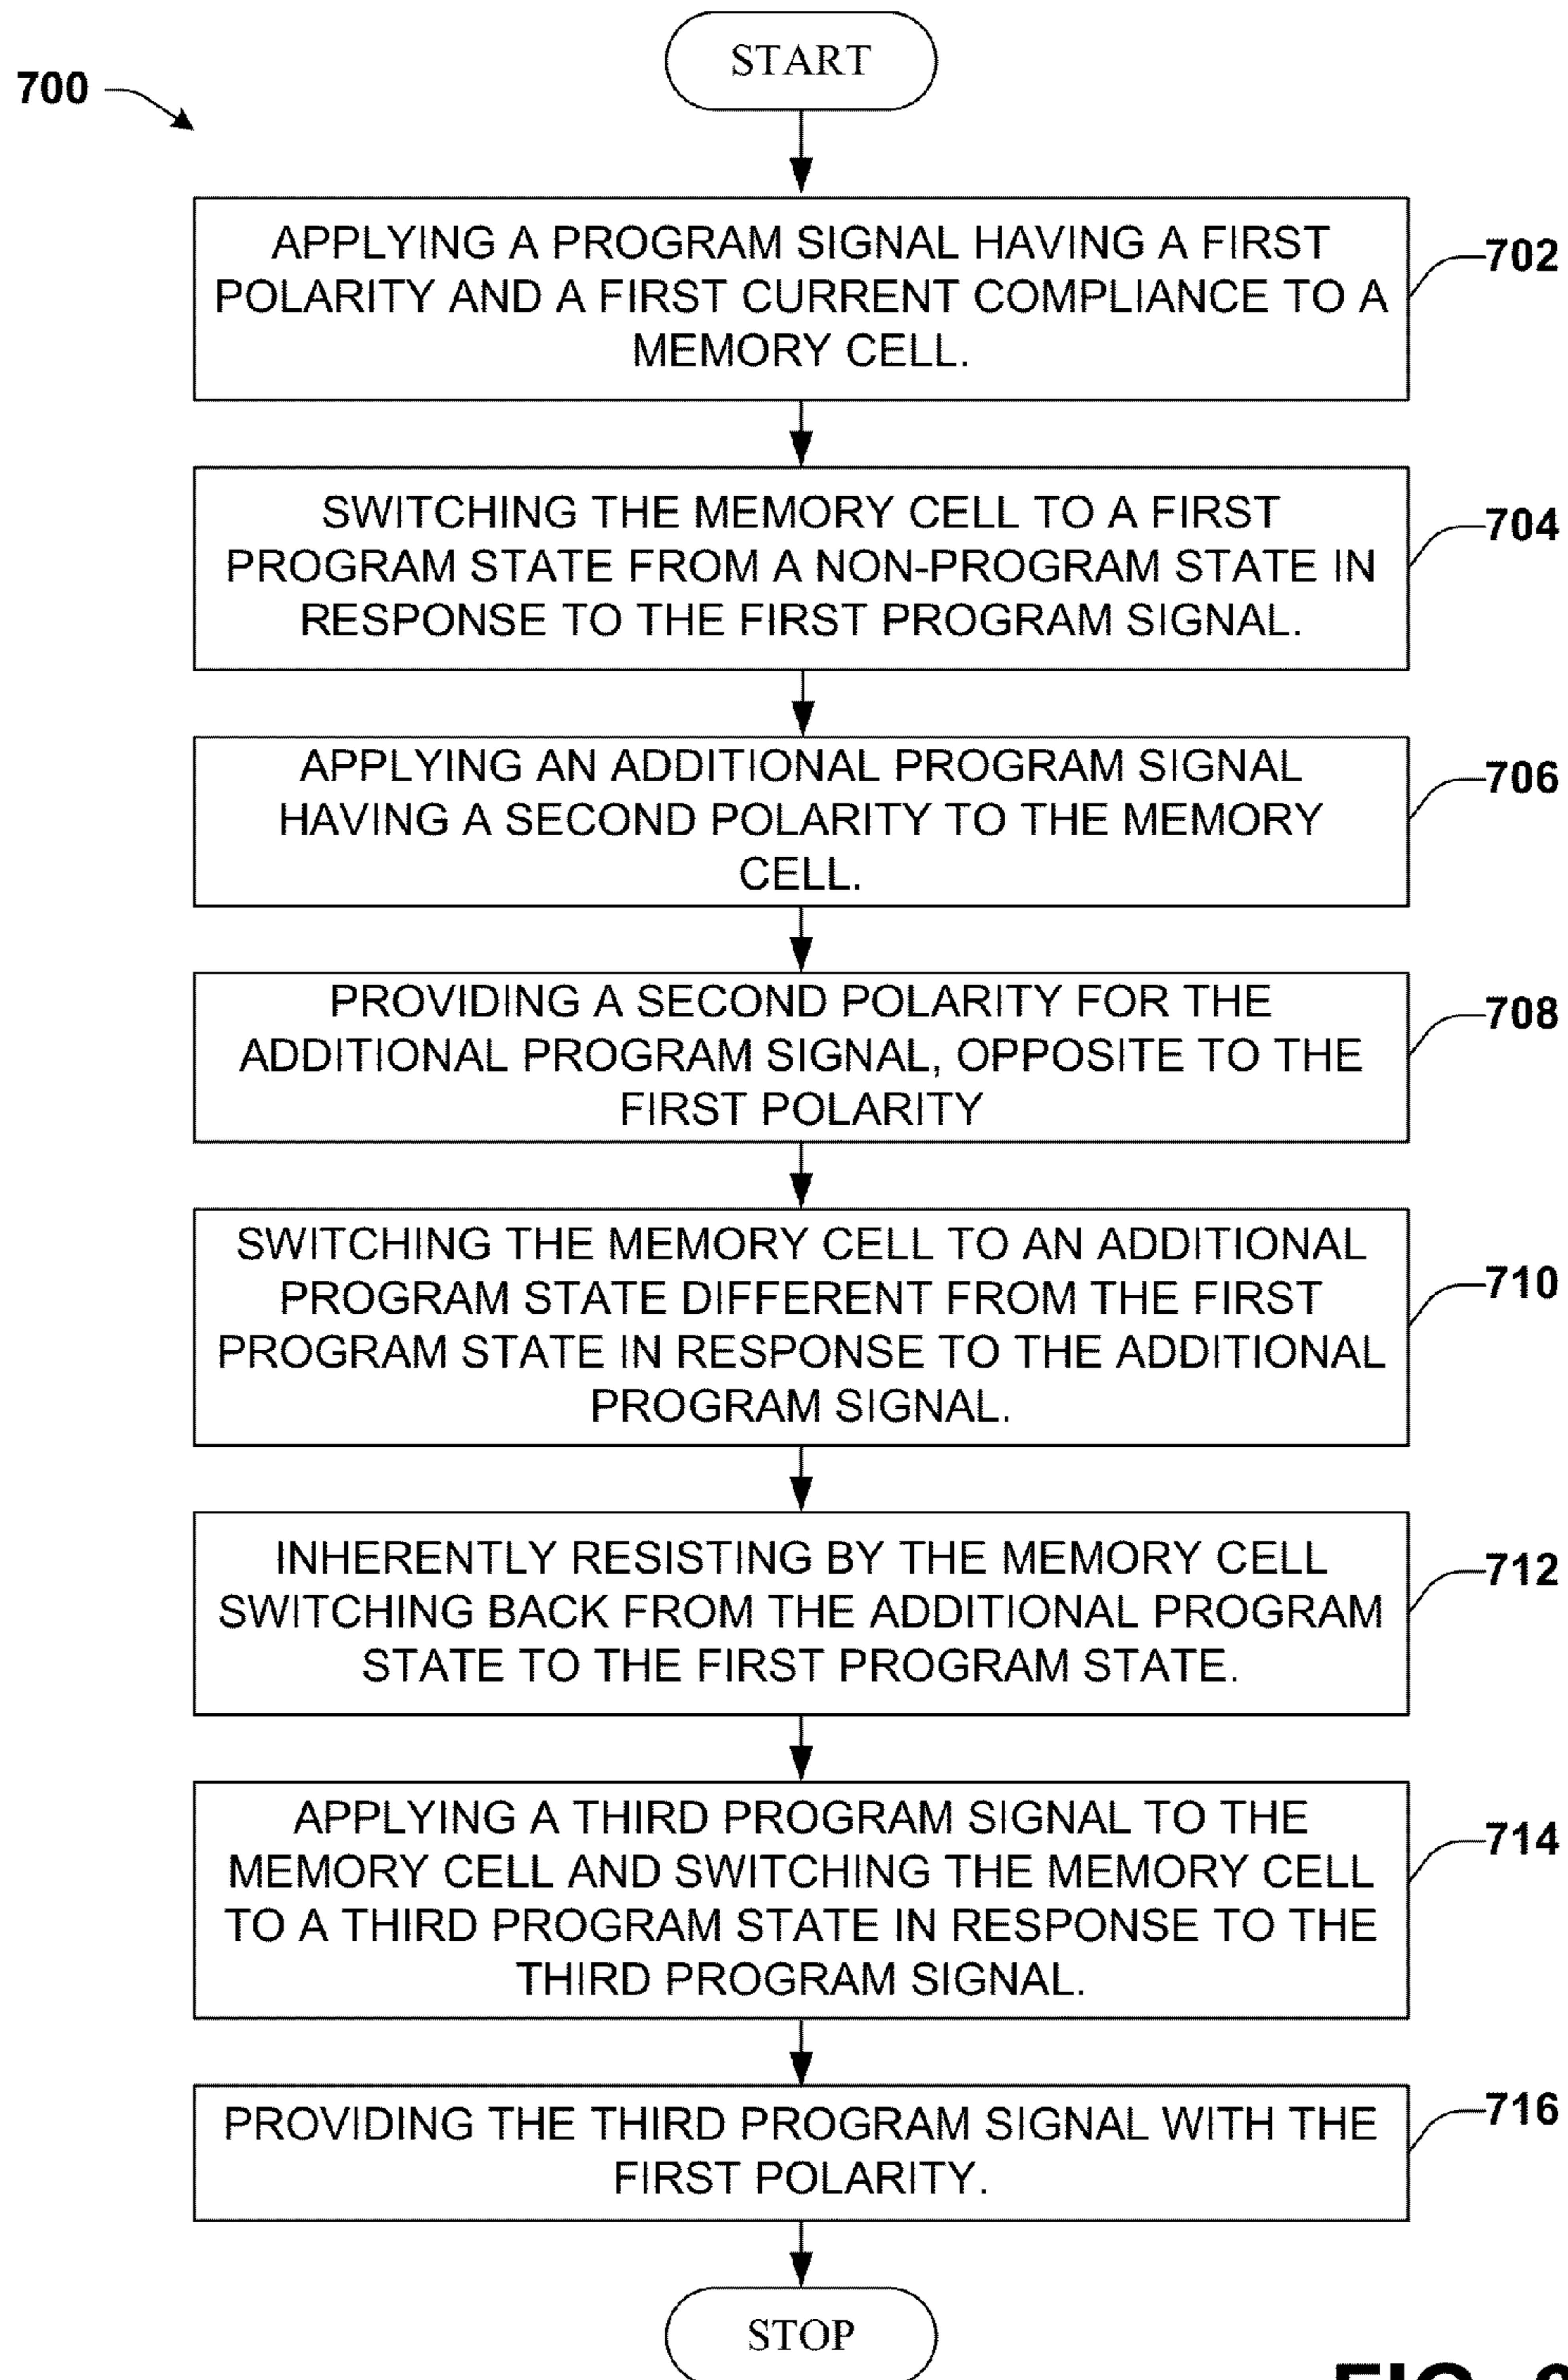 START
700
APPLYING A PROGRAM SIGNAL HAVING A FIRST
POLARITY AND A FIRST CURRENT COMPLIANCE TO A
MEMORY CELL.
702
SWITCHING THE MEMORY CELL TO A FIRST
PROGRAM STATE FROM A NON-PROGRAM STATE IN
RESPONSE TO THE FIRST PROGRAM SIGNAL.
704
APPLYING AN ADDITIONAL PROGRAM SIGNAL
HAVING A SECOND POLARITY TO THE MEMORY
CELL.
706
PROVIDING A SECOND POLARITY FOR THE
ADDITIONAL PROGRAM SIGNAL, OPPOSITE TO THE
FIRST POLARITY
708
SWITCHING THE MEMORY CELL TO AN ADDITIONAL
PROGRAM STATE DIFFERENT FROM THE FIRST
PROGRAM STATE IN RESPONSE TO THE ADDITIONAL
PROGRAM SIGNAL.
710
INHERENTLY RESISTING BY THE MEMORY CELL
SWITCHING BACK FROM THE ADDITIONAL PROGRAM
STATE TO THE FIRST PROGRAM STATE.
712
APPLYING A THIRD PROGRAM SIGNAL TO THE
MEMORY CELL AND SWITCHING THE MEMORY CELL
TO A THIRD PROGRAM STATE IN RESPONSE TO THE
THIRD PROGRAM SIGNAL.
714
PROVIDING THE THIRD PROGRAM SIGNAL WITH THE
FIRST POLARITY.
716
STOP
FIG.